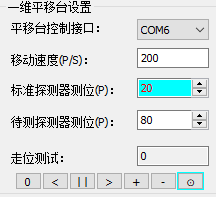 一维平移台设置
平移台控制接口: COM6
移动速度(P/S): 200
标准探测器测位(P): 20
待测探测器测位(P): 80
走位测试: 0
0 < || > + - ⊙